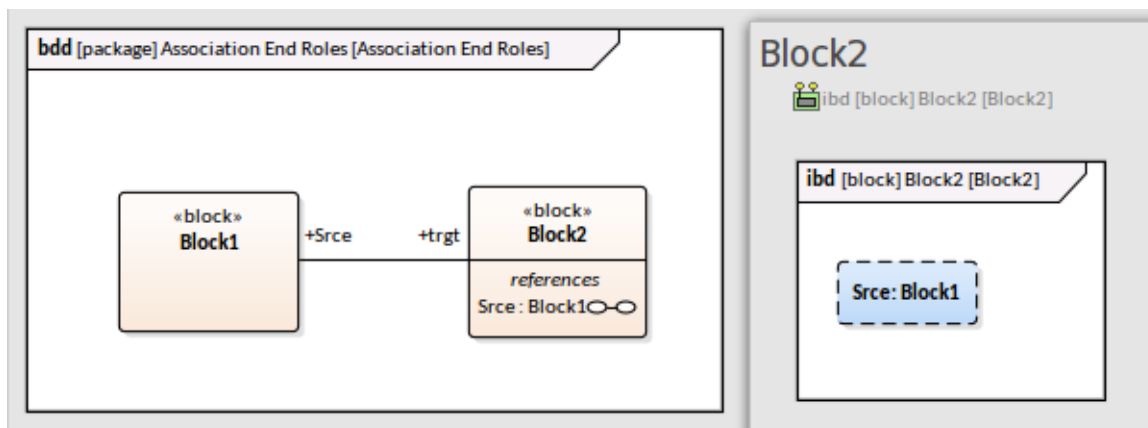 bdd [package] Association End Roles [Association End Roles]
«block»
Block1
+Srce
+trgt
«block»
Block2
references
Srce : Block1
Block2
ibd [block] Block2 [Block2]
ibd [block] Block2 [Block2]
Srce: Block1